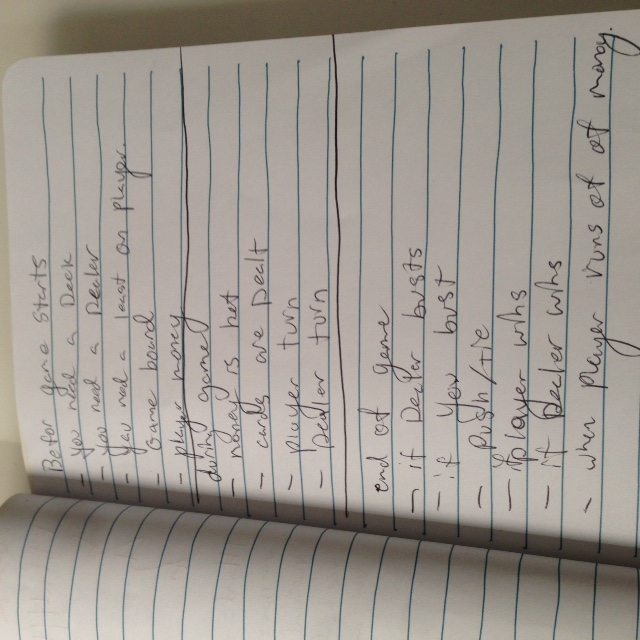 Befor game starts
- you need a Deck
- you need a Dealer
- you need a least on player.
- Game board
- player money
during game
- money is bet
- cards are Dealt
- player turn
- Dealer turn
end of game
- if Dealer busts
- if you bust
- Push/tie
- if player wins
- if Dealer wins
- when player runs of of money.